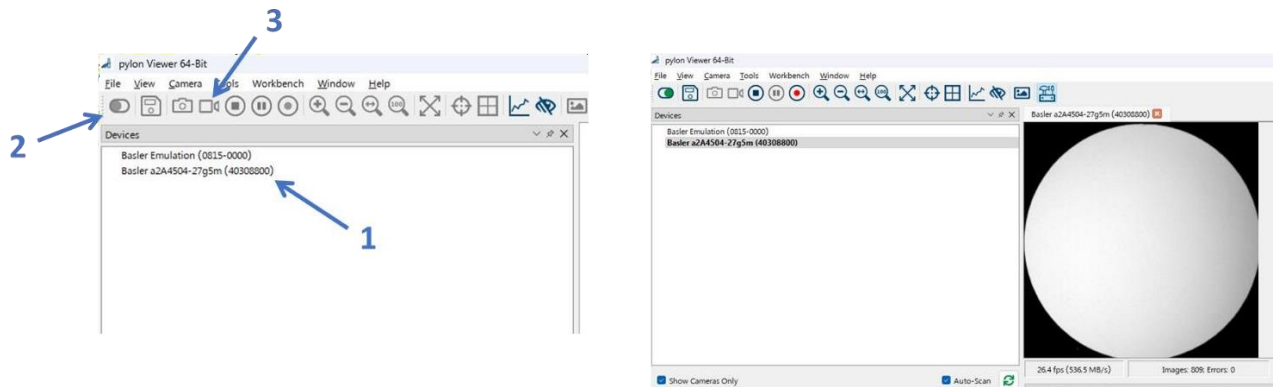 3
pylon Viewer 64-Bit
File View Camera Tools Workbench Window Help
100
Devices
2
Basler Emulation (0815-0000)
Basler a2A4504-27g5m (40308800)
1
pylon Viewer 64-Bit
File View Camera Tools Workbench Window Help
100
Devices
Basler a2A4504-27g5m (40308800)
Basler Emulation (0815-0000)
Basler a2A4504-27g5m (40308800)
26.4 fps (536.5 MB/s)
Images: 809; Errors: 0
Show Cameras Only
Auto-Scan